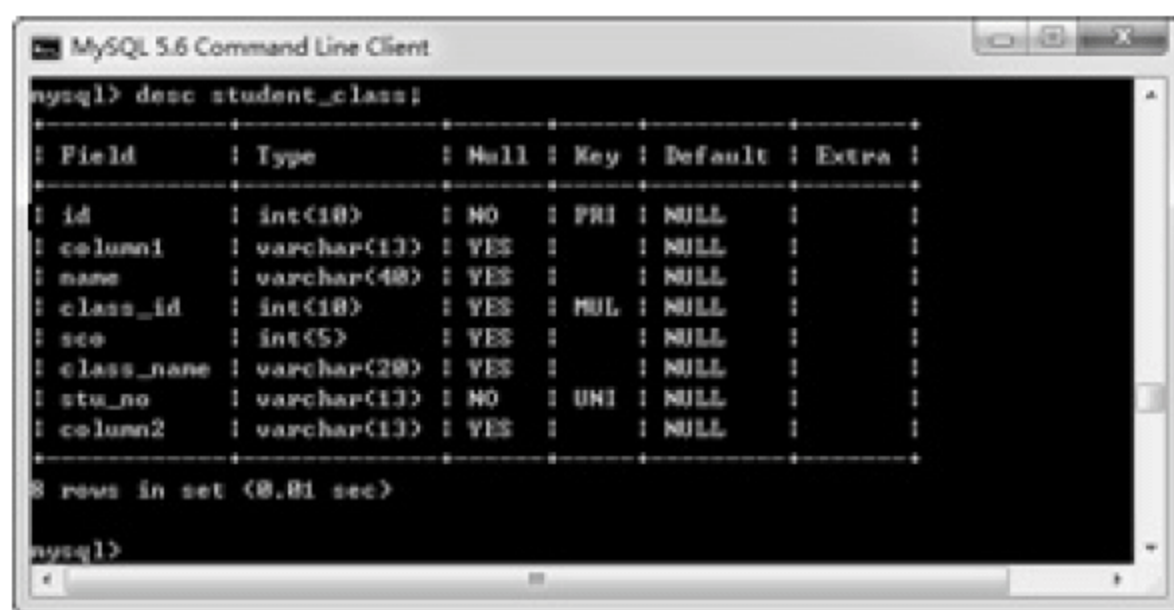 MySQL 5.6 Command Line Client
mysql> desc student_class;
+------------+-------------+------+-----+---------+-------+
| Field | Type | Null | Key | Default | Extra |
+------------+-------------+------+-----+---------+-------+
| id | int(10) | NO | PRI | NULL | |
| column1 | varchar(13) | YES | | NULL | |
| name | varchar(40) | YES | | NULL | |
| class_id | int(10) | YES | MUL | NULL | |
| sco | int(5) | YES | | NULL | |
| class_name | varchar(20) | YES | | NULL | |
| stu_no | varchar(13) | NO | UNI | NULL | |
| column2 | varchar(13) | YES | | NULL | |
+------------+-------------+------+-----+---------+-------+
8 rows in set (0.01 sec)
mysql>